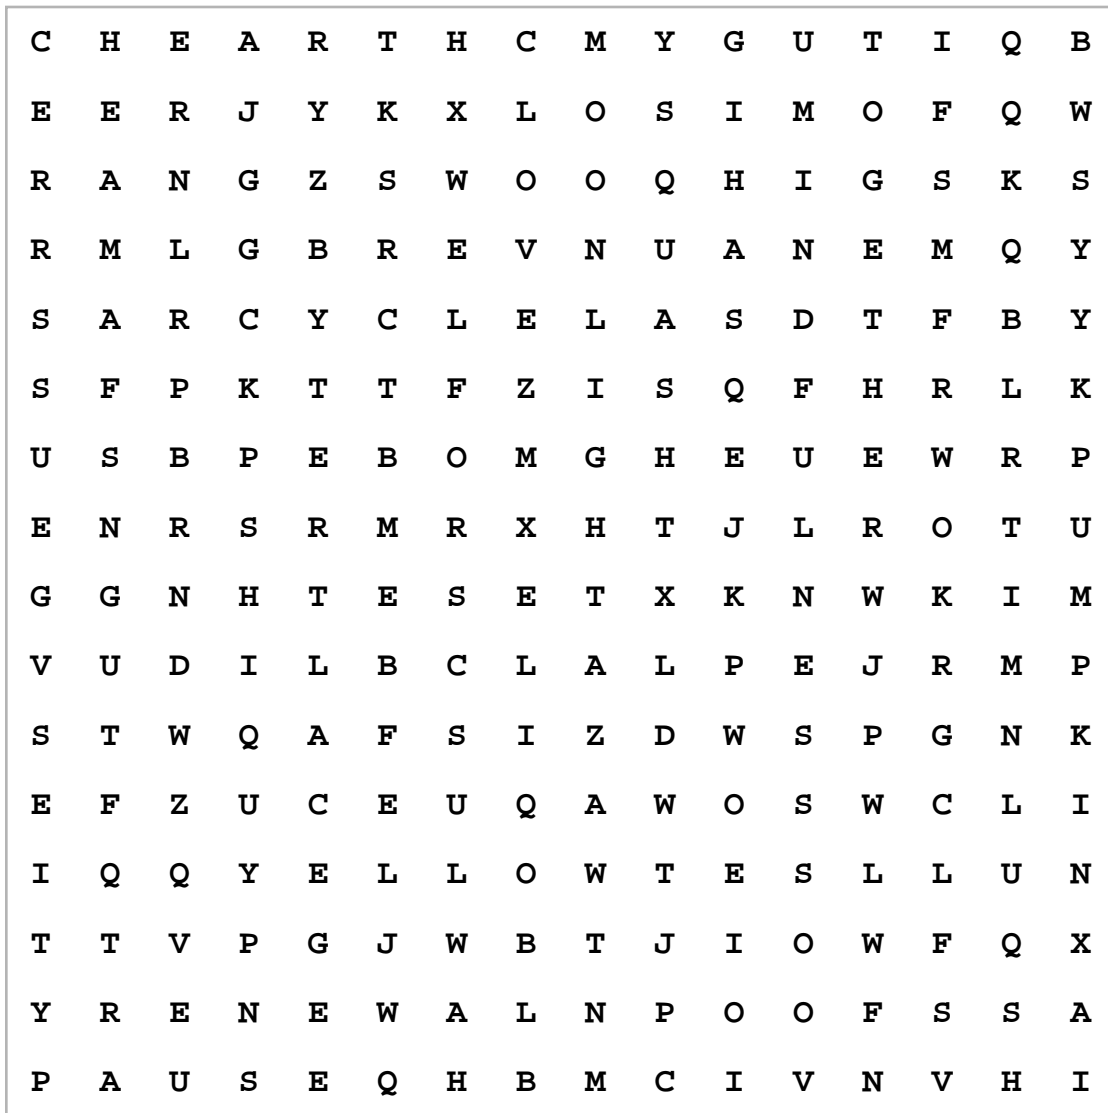 C H E A R T H C M Y G U T I Q B
E E R J Y K X L O S I M O F Q W
R A N G Z S W O O Q H I G S K S
R M L G B R E V N U A N E M Q Y
S A R C Y C L E L A S D T F B Y
S F P K T T F Z I S Q F H R L K
U S B P E B O M G H E U E W R P
E N R S R M R X H T J L R O T U
G G N H T E S E T X K N W K I M
V U D I L B C L A L P E J R M P
S T W Q A F S I Z D W S P G N K
E F Z U C E U Q A W O S W C L I
I Q Q Y E L L O W T E S L L U N
T T V P G J W B T J I O W F Q X
Y R E N E W A L N P O O F S S A
P A U S E Q H B M C I V N V H I